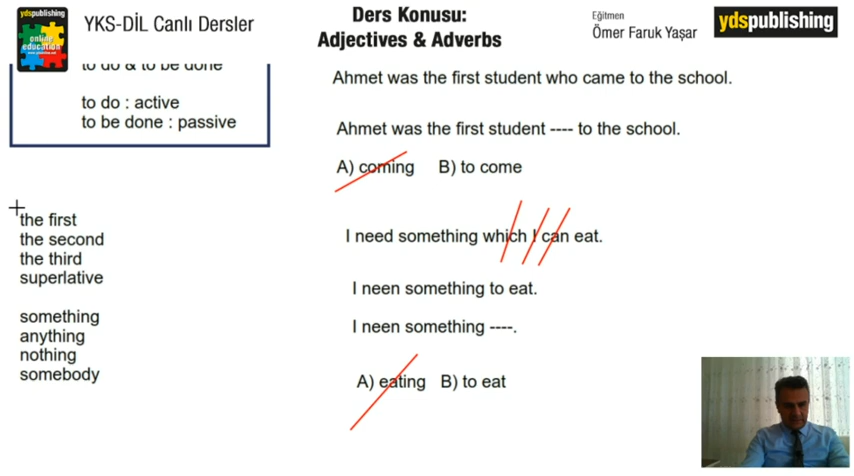 ydspublishing
online
education
YKS-DİL Canlı Dersler
Ders Konusu:
Adjectives & Adverbs
Eğitmen
Ömer Faruk Yaşar
ydspublishing
to do & to be done
to do : active
to be done : passive
the first
the second
the third
superlative
something
anything
nothing
somebody
Ahmet was the first student who came to the school.
Ahmet was the first student ---- to the school.
A) coming B) to come
I need something which I can eat.
I neen something to eat.
I neen something ----.
A) eating B) to eat